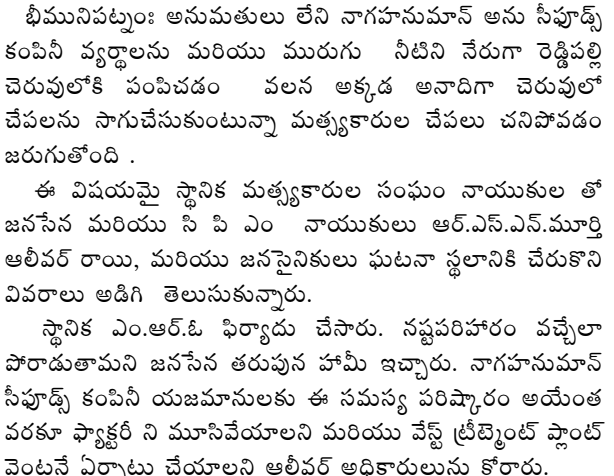 భీమునిపట్నంః అనుమతులు లేని నాగహనుమాన్ అను సీఫూడ్స్
కంపినీ వ్యర్థాలను మరియు మురుగు నీటిని నేరుగా రెడ్డిపల్లి
చెరువులోకి పంపిచడం వలన అక్కడ అనాదిగా చెరువులో
చేపలను సాగుచేసుకుంటున్నా మత్స్యకారుల చేపలు చనిపోవడం
జరుగుతోంది .
ఈ విషయమై స్థానిక మత్స్యకారుల సంఘం నాయుకుల తో
జనసేన మరియు సి పి ఎం నాయుకులు ఆర్.ఎస్.ఎన్.మూర్తి
ఆలీవర్ రాయి, మరియు జనసైనికులు ఘటనా స్థలానికి చేరుకొని
వివరాలు అడిగి తెలుసుకున్నారు.
స్థానిక ఎం.ఆర్.ఓ ఫిర్యాదు చేసారు. నష్టపరిహారం వచ్చేలా
పోరాడుతామని జనసేన తరుపున హామీ ఇచ్చారు. నాగహనుమాన్
సీఫూడ్స్ కంపినీ యజమానులకు ఈ సమస్య పరిష్కారం అయేంత
వరకూ ఫ్యాక్టరీ ని మూసివేయాలని మరియు వేస్ట్ ట్రీట్మెంట్ ప్లాంట్
వెంటనే ఏర్పాటు చేయాలని ఆలీవర్ అధికారులును కోరారు.